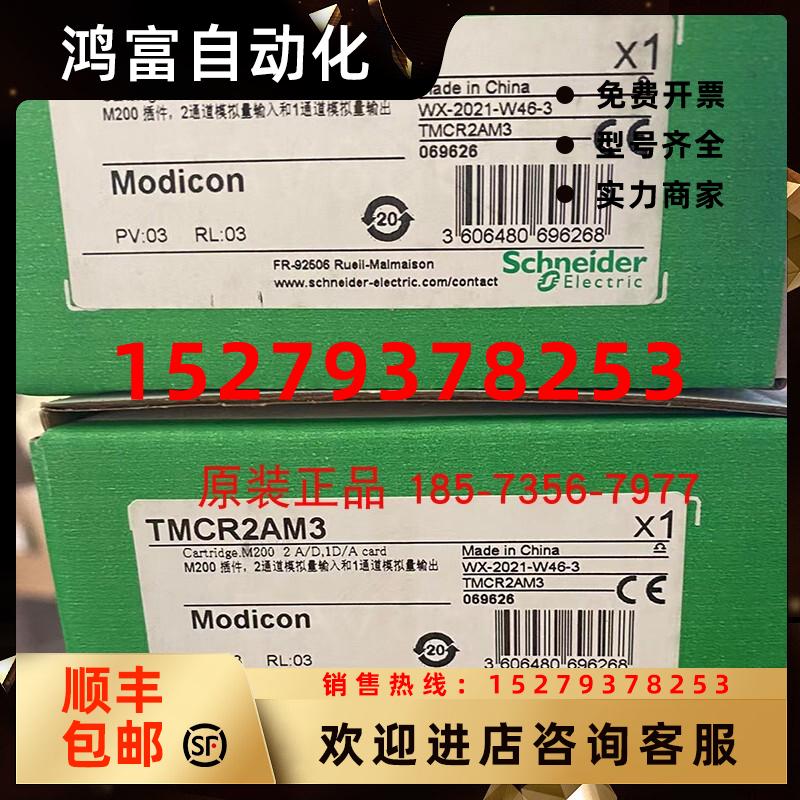 鸿富自动化
X1
Made in China
M200 插件，2通道模拟量输入和1通道模拟量输出
WX-2021-W46-3
TMCR2AM3
069626
CE
免费开票
型号齐全
实力商家
Modicon
20
PV:03 RL:03
3 606480 696268
FR-92506 Rueil-Malmaison
www.schneider-electric.com/contact
Schneider
Electric
15279378253
原装正品 185-7356-7977
TMCR2AM3
X1
Cartridge.M200 2 A/D,1D/A card
Made in China
M200 插件，2通道模拟量输入和1通道模拟量输出
WX-2021-W46-3
TMCR2AM3
069626
CE
Modicon
20
RL:03
3 606480 696268
顺丰
包邮
SF
销售热线：15279378253
欢迎进店咨询客服